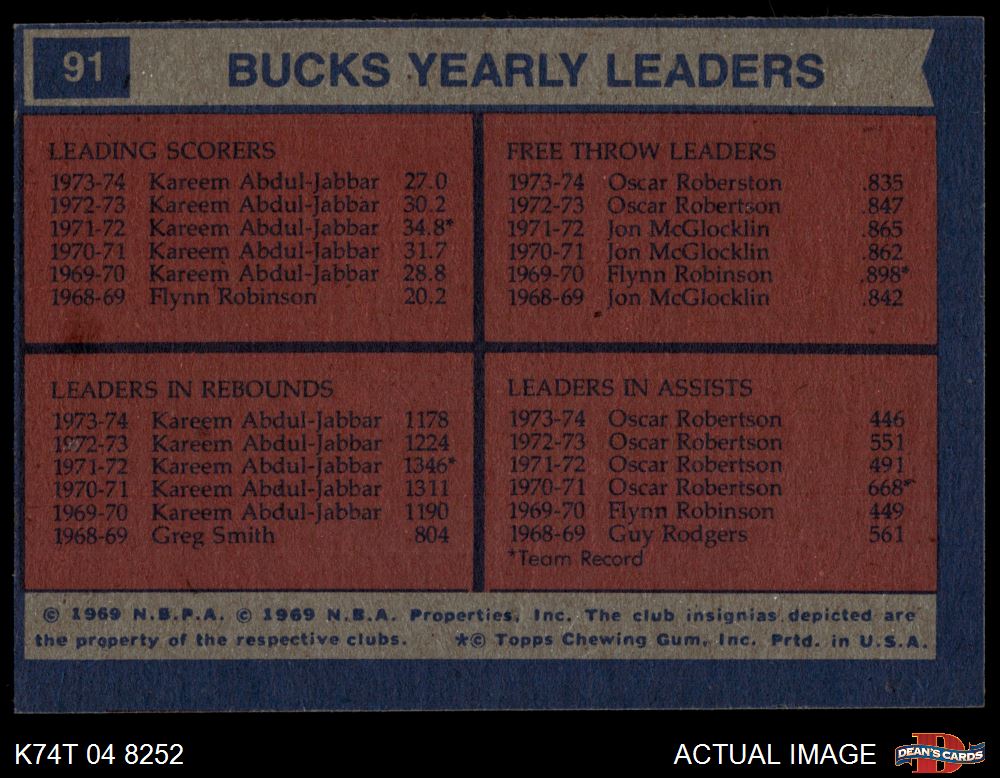 91 BUCKS YEARLY LEADERS
LEADING SCORERS
1973-74 Kareem Abdul-Jabbar 27.0
1972-73 Kareem Abdul-Jabbar 30.2
1971-72 Kareem Abdul-Jabbar 34.8*
1970-71 Kareem Abdul-Jabbar 31.7
1969-70 Kareem Abdul-Jabbar 28.8
1968-69 Flynn Robinson 20.2
FREE THROW LEADERS
1973-74 Oscar Roberston .835
1972-73 Oscar Robertson .847
1971-72 Jon McGlocklin .865
1970-71 Jon McGlocklin .862
1969-70 Flynn Robinson .898*
1968-69 Jon McGlocklin .842
LEADERS IN REBOUNDS
1973-74 Kareem Abdul-Jabbar 1178
1972-73 Kareem Abdul-Jabbar 1224
1971-72 Kareem Abdul-Jabbar 1346*
1970-71 Kareem Abdul-Jabbar 1311
1969-70 Kareem Abdul-Jabbar 1190
1968-69 Greg Smith 804
LEADERS IN ASSISTS
1973-74 Oscar Robertson 446
1972-73 Oscar Robertson 551
1971-72 Oscar Robertson 491
1970-71 Oscar Robertson 668*
1969-70 Flynn Robinson 449
1968-69 Guy Rodgers 561
*Team Record
© 1969 N.B.P.A. © 1969 N.B.A. Properties, Inc. The club insignias depicted are
the property of the respective clubs. *© Topps Chewing Gum, Inc. Prtd. in U.S.A.
K74T 04 8252 ACTUAL IMAGE D DEAN'S CARDS